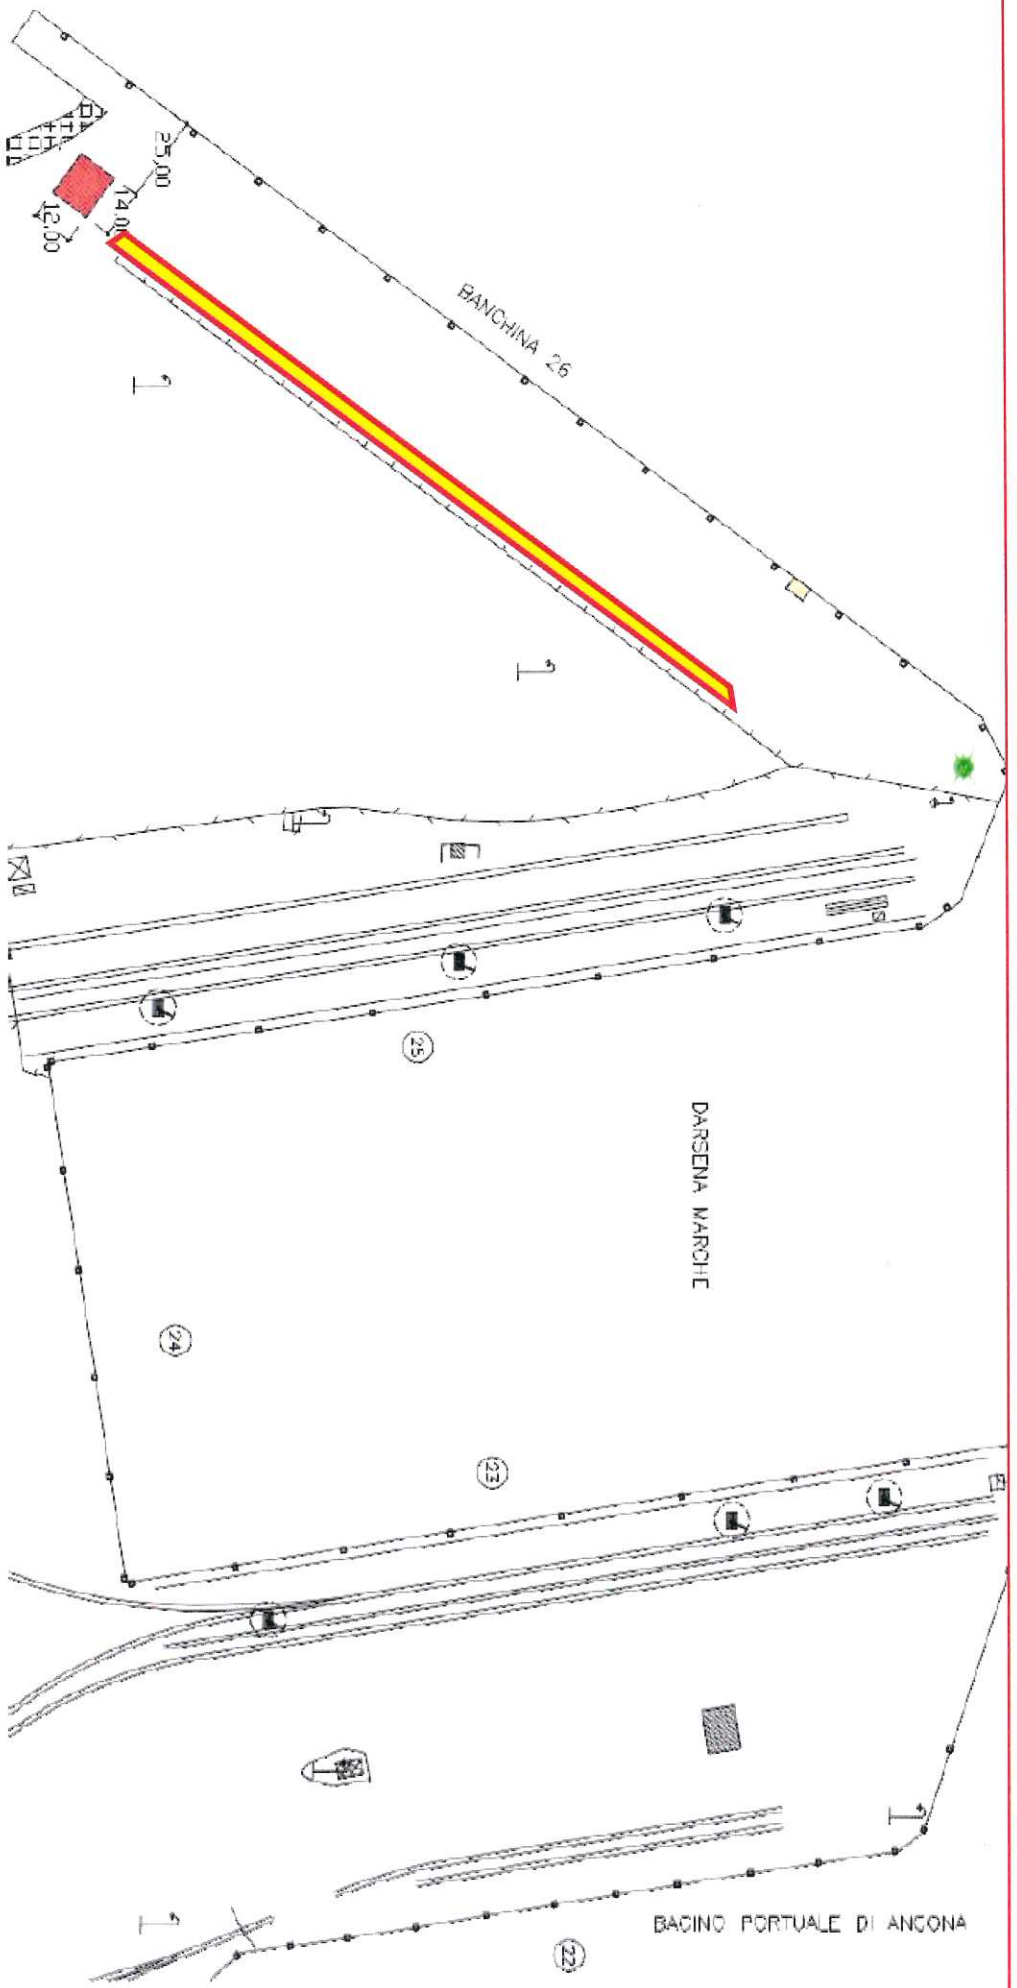 25,00
14,00
12,00
BANCHINA 26
25
DARSENA MARCHE
24
23
BACINO PORTUALE DI ANCONA
22